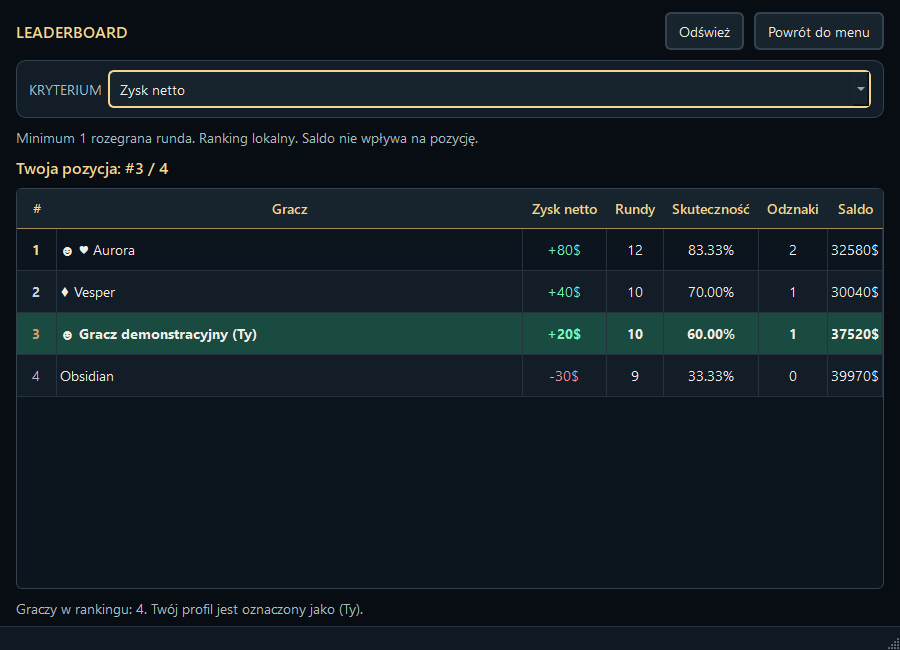 LEADERBOARD Odśwież Powrót do menu
KRYTERIUM Zysk netto
Minimum 1 rozegrana runda. Ranking lokalny. Saldo nie wpływa na pozycję.
Twoja pozycja: #3 / 4
# Gracz Zysk netto Rundy Skuteczność Odznaki Saldo
1 ☻ ♥ Aurora +80$ 12 83.33% 2 32580$
2 ♦ Vesper +40$ 10 70.00% 1 30040$
3 ☻ Gracz demonstracyjny (Ty) +20$ 10 60.00% 1 37520$
4 Obsidian -30$ 9 33.33% 0 39970$
Graczy w rankingu: 4. Twój profil jest oznaczony jako (Ty).